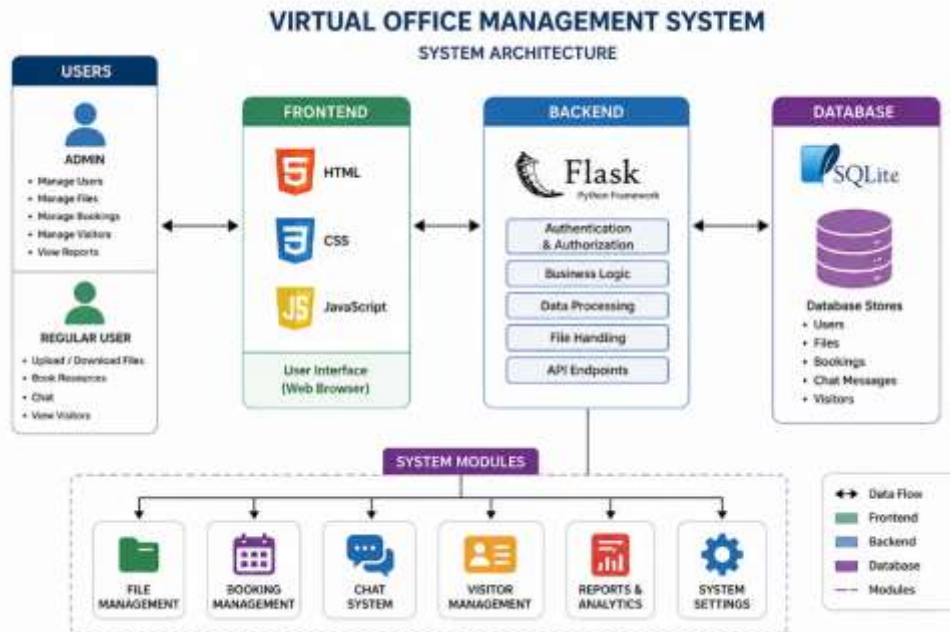 VIRTUAL OFFICE MANAGEMENT SYSTEM
SYSTEM ARCHITECTURE
USERS
ADMIN
• Manage Users
• Manage Files
• Manage Bookings
• Manage Visitors
• View Reports
REGULAR USER
• Upload / Download Files
• Book Resources
• Chat
• View Visitors
FRONTEND
5
HTML
3
CSS
JS
JavaScript
User Interface
(Web Browser)
BACKEND
Flask
Python Framework
Authentication
& Authorization
Business Logic
Data Processing
File Handling
API Endpoints
DATABASE
SQLite
Database Stores
• Users
• Files
• Bookings
• Chat Messages
• Visitors
SYSTEM MODULES
FILE
MANAGEMENT
BOOKING
MANAGEMENT
CHAT
SYSTEM
VISITOR
MANAGEMENT
REPORTS &
ANALYTICS
SYSTEM
SETTINGS
Data Flow
Frontend
Backend
Database
Modules